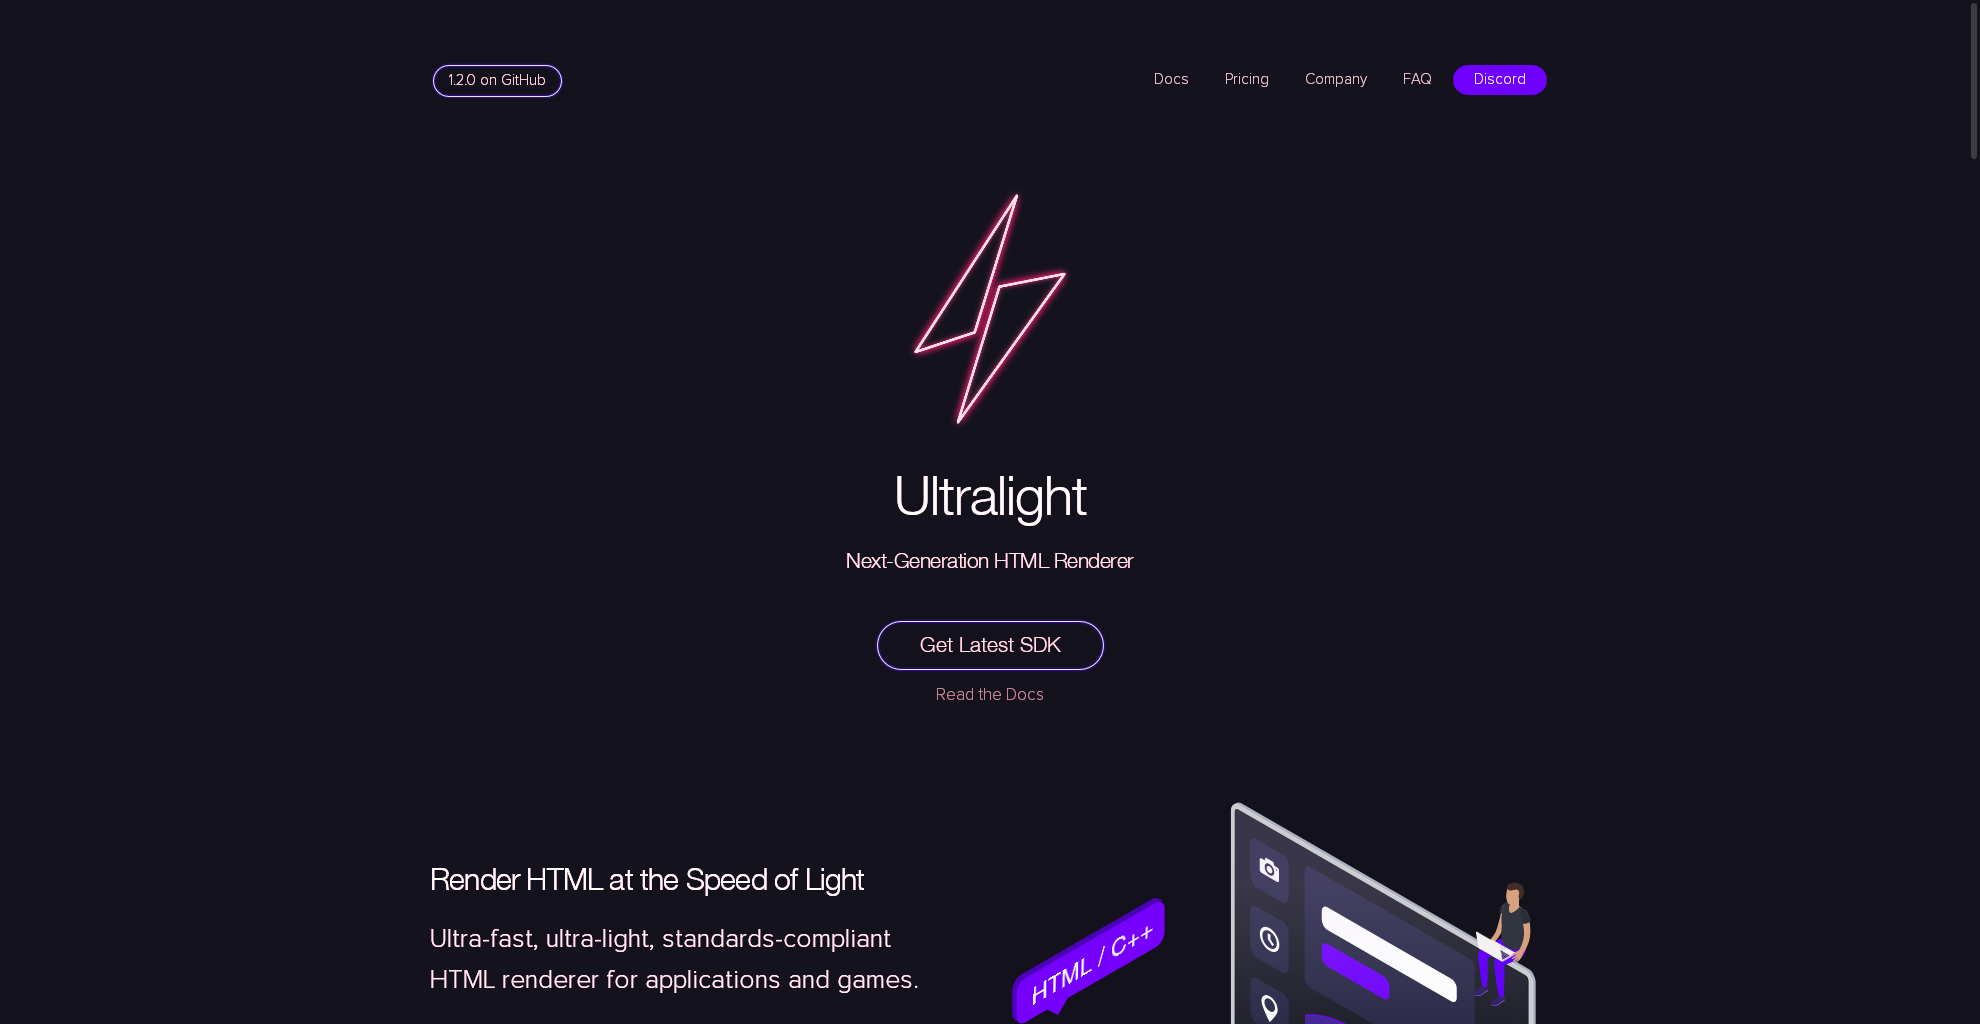 1.2.0 on GitHub
Docs Pricing Company FAQ Discord
Ultralight
Next-Generation HTML Renderer
Get Latest SDK
Read the Docs
Render HTML at the Speed of Light
Ultra-fast, ultra-light, standards-compliant
HTML renderer for applications and games.
HTML / C++